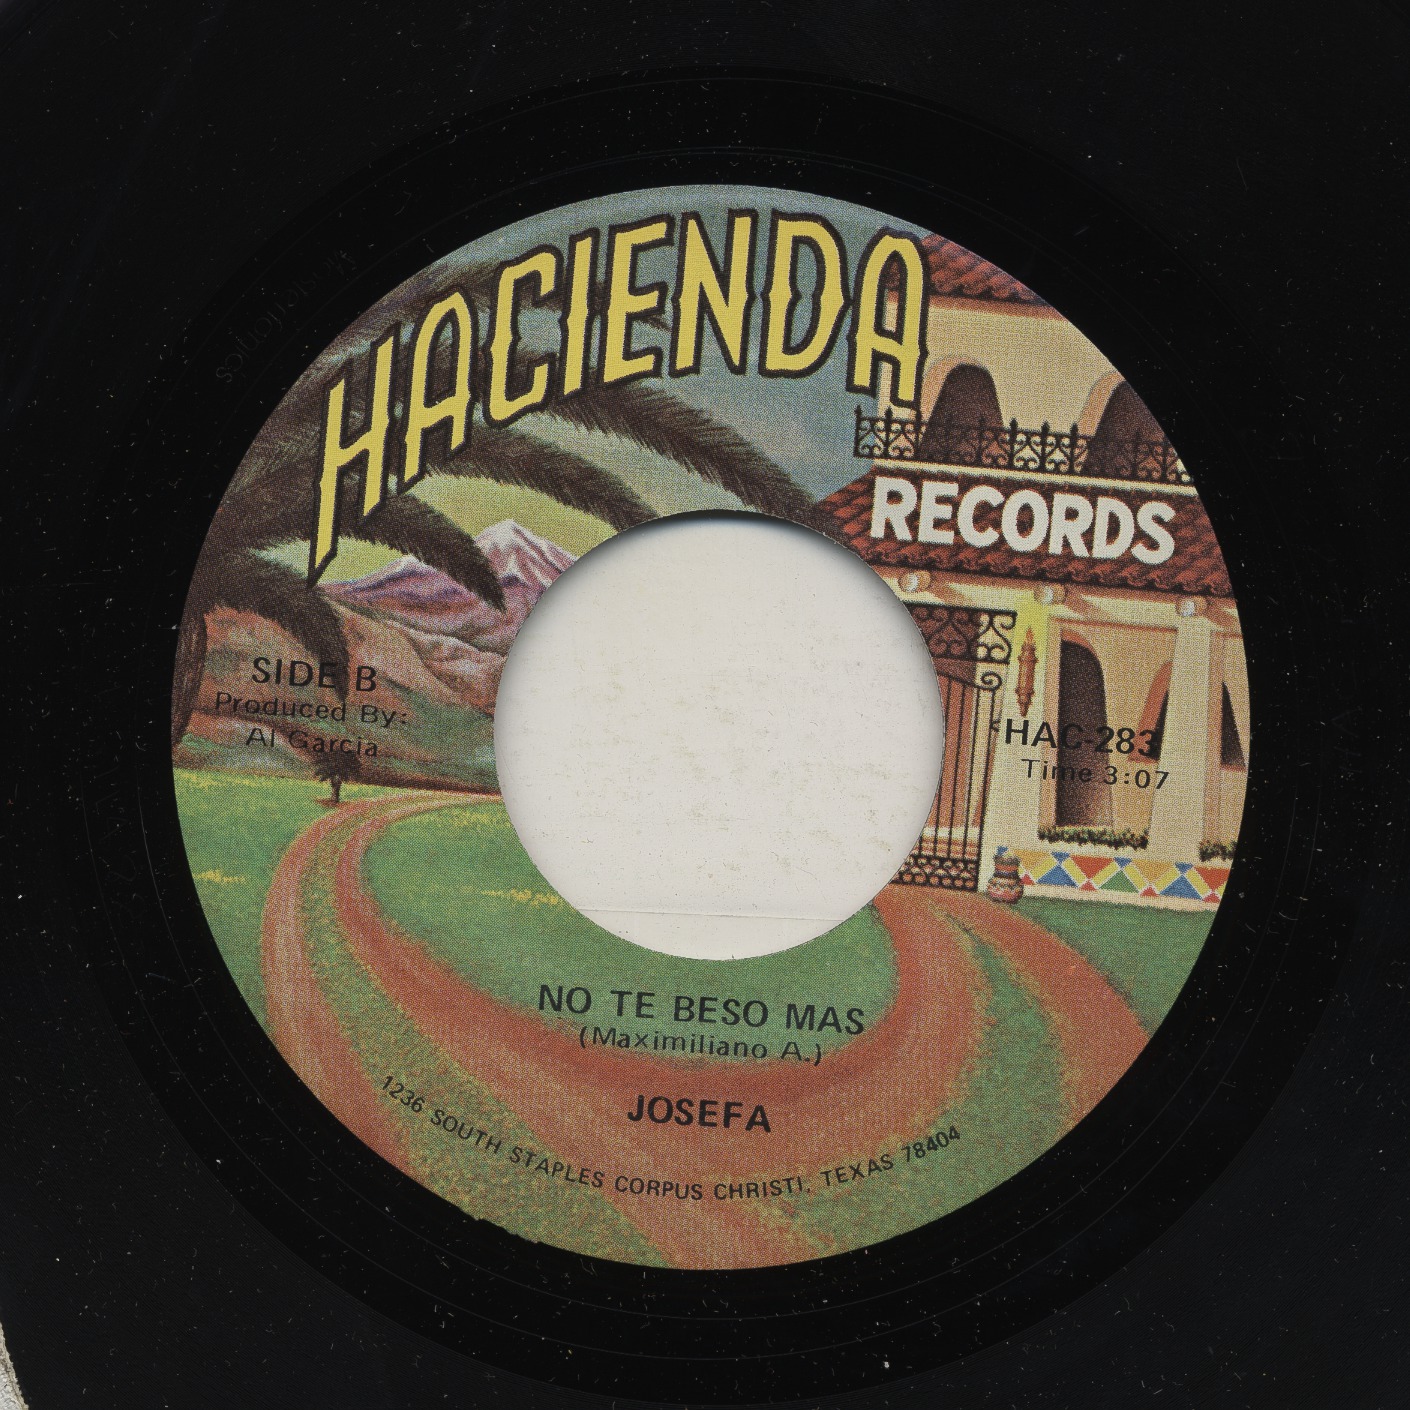 HACIENDA
RECORDS
SIDE B
Produced By:
Al Garcia
HAC-283
Time 3:07
NO TE BESO MAS
(Maximiliano A.)
JOSEFA
1236 SOUTH STAPLES CORPUS CHRISTI, TEXAS 78404